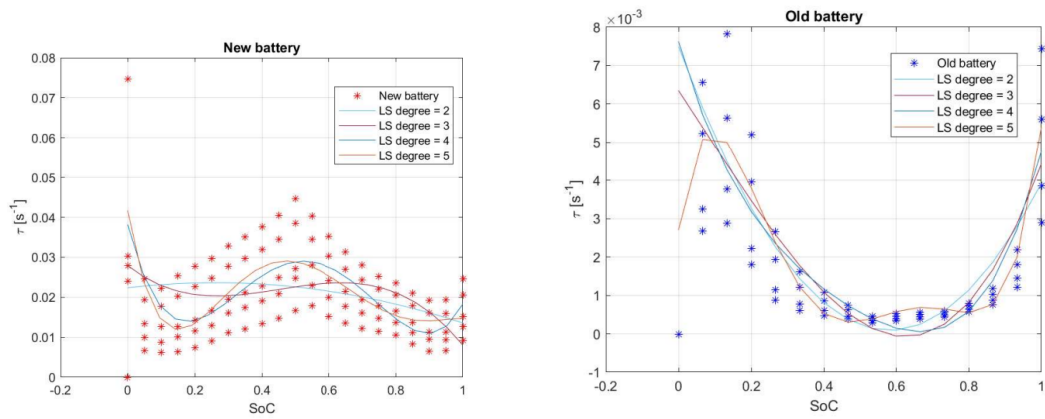 New battery
0.08
0.07
0.06
0.05
0.04
0.03
0.02
0.01
0
τ [s⁻¹]
-0.2
0
0.2
0.4
0.6
0.8
1
SoC
New battery
LS degree = 2
LS degree = 3
LS degree = 4
LS degree = 5
Old battery
×10⁻³
8
7
6
5
4
3
2
1
0
-1
τ [s⁻¹]
-0.2
0
0.2
0.4
0.6
0.8
1
SoC
Old battery
LS degree = 2
LS degree = 3
LS degree = 4
LS degree = 5